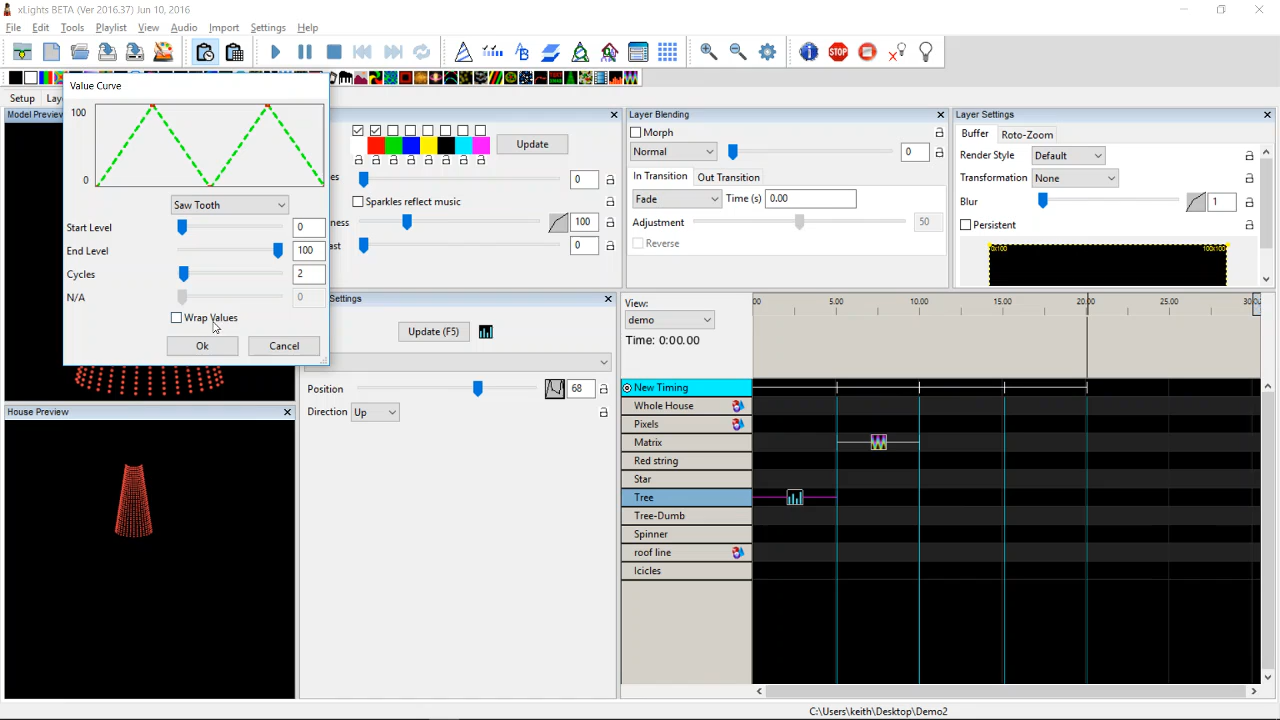 xLights BETA (Ver 2016.37) Jun 10, 2016
File Edit Tools Playlist View Audio Import Settings Help
STOP
Value Curve
100
0
Saw Tooth
Start Level 0
End Level 100
Cycles 2
N/A 0
Wrap Values
Ok Cancel
Setup
Model Preview
House Preview
Update
0
Sparkles reflect music
100
0
Settings
Update (F5)
Position 68
Direction Up
Layer Blending
Morph
Normal 0
In Transition Out Transition
Fade Time (s) 0.00
Adjustment 50
Reverse
Layer Settings
Buffer Roto-Zoom
Render Style Default
Transformation None
Blur 1
Persistent
100x100
View:
demo
Time: 0:00.00
5.00 10.00 15.00 20.00 25.00
New Timing
Whole House
Pixels
Matrix
Red string
Star
Tree
Tree-Dumb
Spinner
roof line
Icicles
C:\Users\keith\Desktop\Demo2